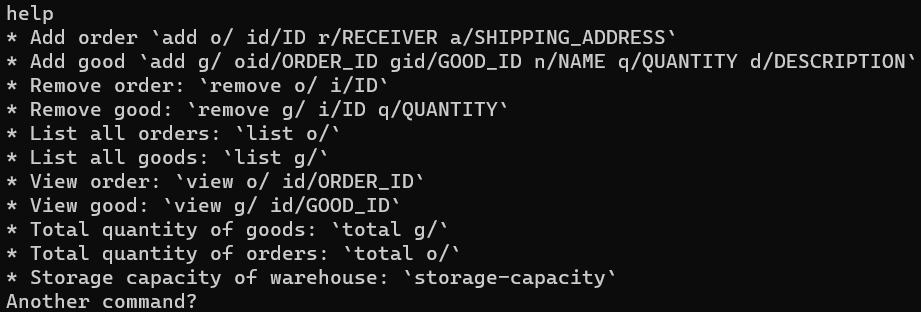 help
* Add order `add o/ id/ID r/RECEIVER a/SHIPPING_ADDRESS`
* Add good `add g/ oid/ORDER_ID gid/GOOD_ID n/NAME q/QUANTITY d/DESCRIPTION`
* Remove order: `remove o/ i/ID`
* Remove good: `remove g/ i/ID q/QUANTITY`
* List all orders: `list o/`
* List all goods: `list g/`
* View order: `view o/ id/ORDER_ID`
* View good: `view g/ id/GOOD_ID`
* Total quantity of goods: `total g/`
* Total quantity of orders: `total o/`
* Storage capacity of warehouse: `storage-capacity`
Another command?